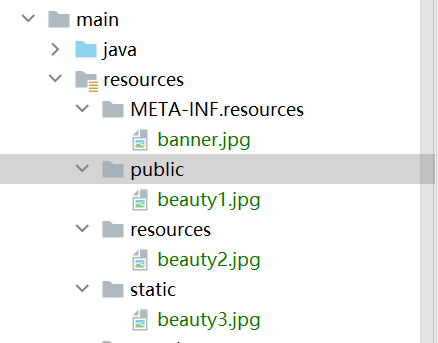 main
java
resources
META-INF.resources
banner.jpg
public
beauty1.jpg
resources
beauty2.jpg
static
beauty3.jpg